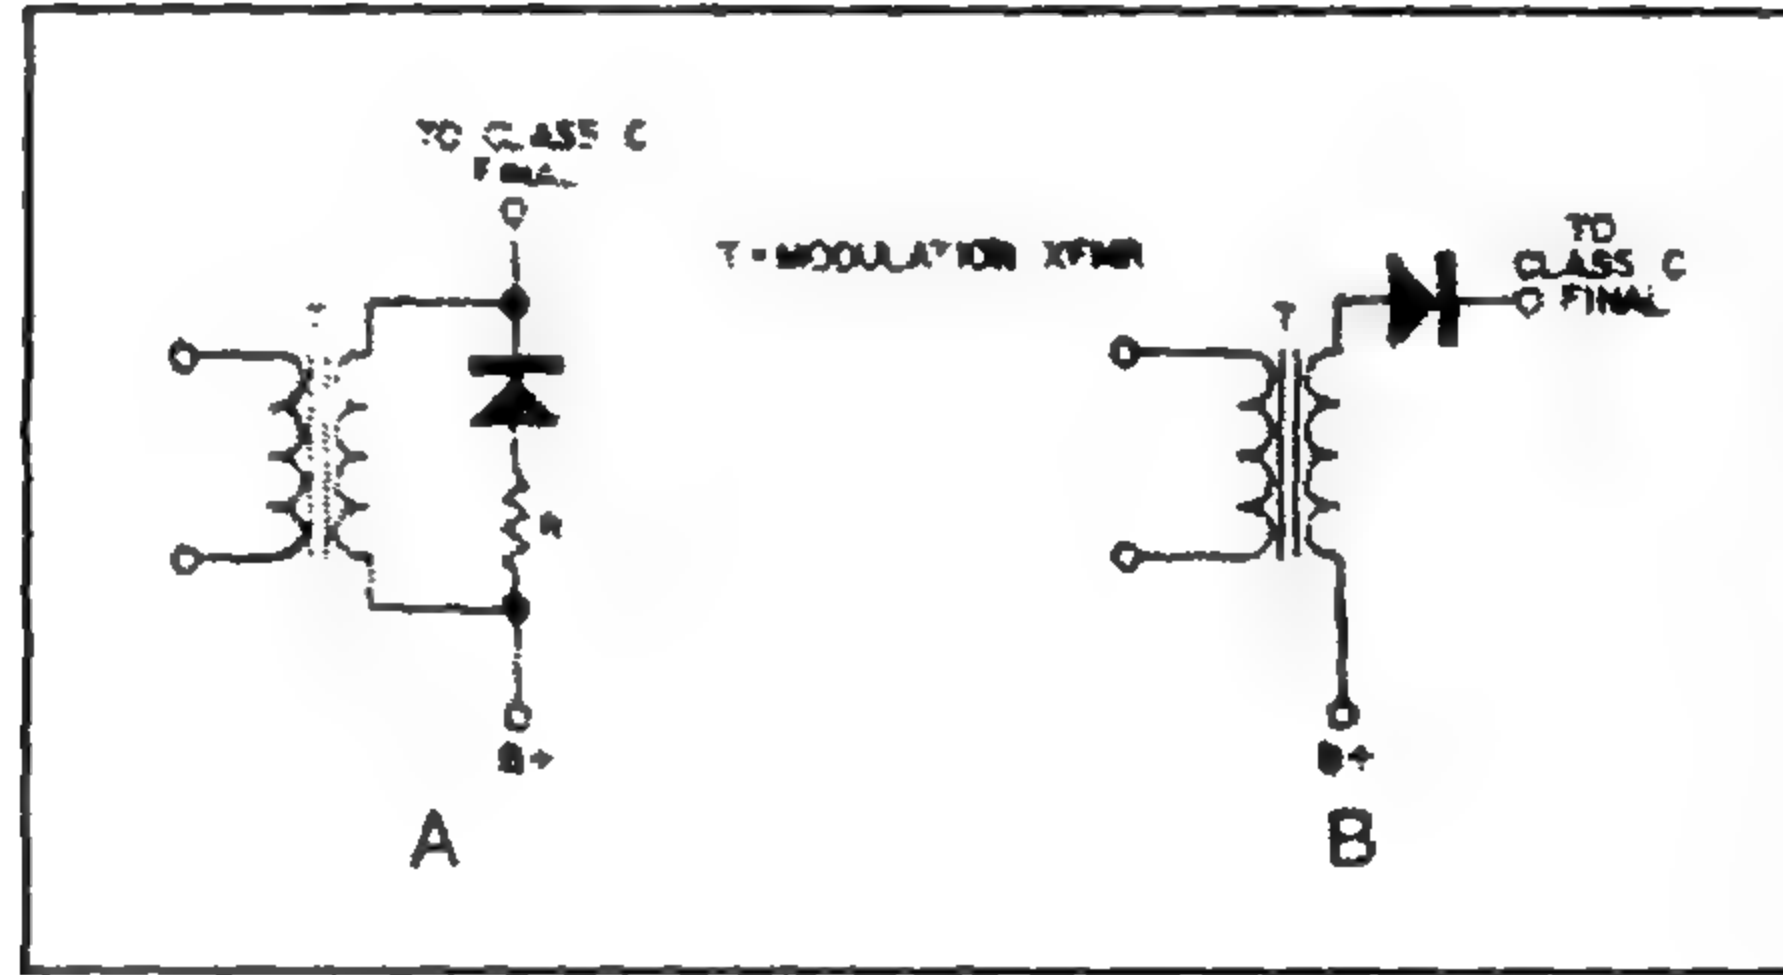 TO CLASS C
FINAL
T = MODULATION XFMR
TO
CLASS C
FINAL
T
T
R
B+
B+
A
B